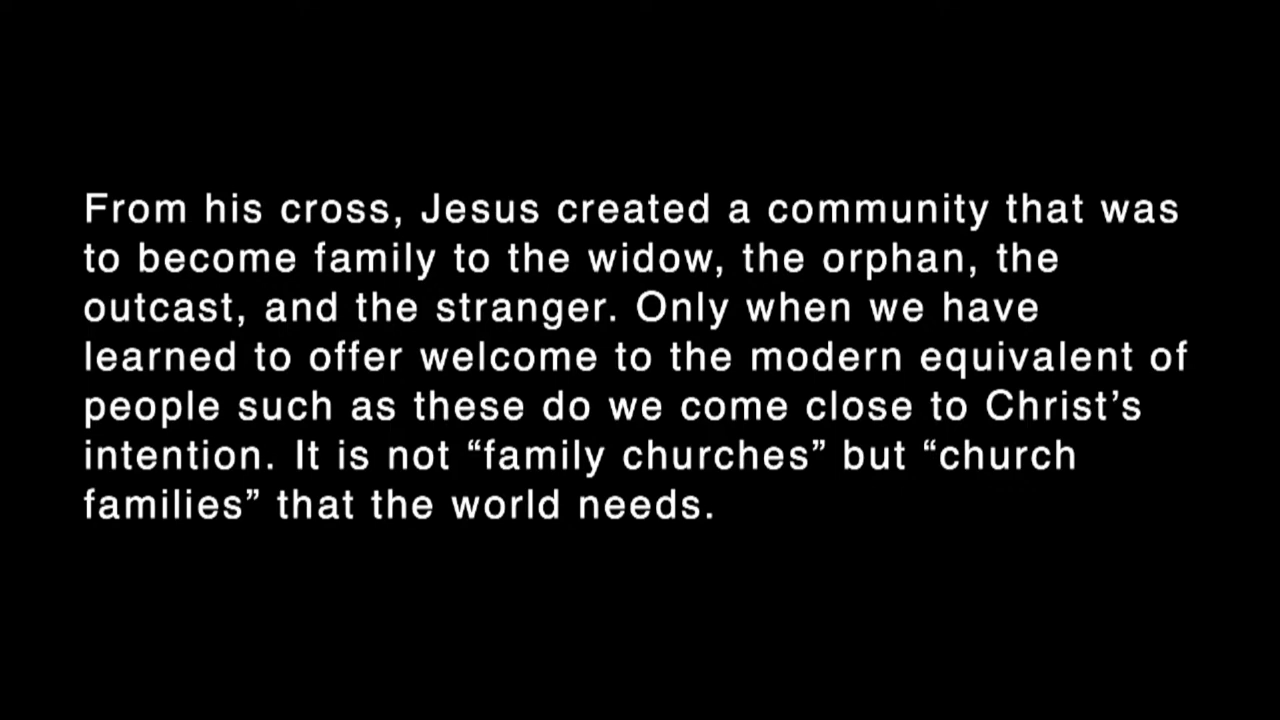 From his cross, Jesus created a community that was
to become family to the widow, the orphan, the
outcast, and the stranger. Only when we have
learned to offer welcome to the modern equivalent of
people such as these do we come close to Christ’s
intention. It is not “family churches” but “church
families” that the world needs.